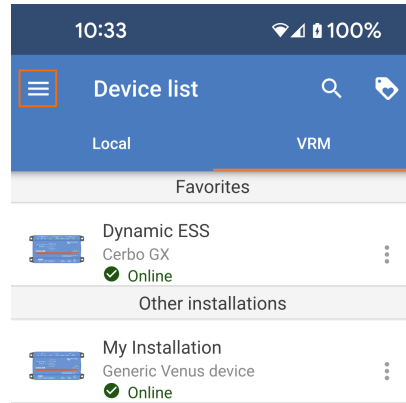 10:33 100%
Device list
Local VRM
Favorites
Dynamic ESS
Cerbo GX
Online
Other installations
My Installation
Generic Venus device
Online